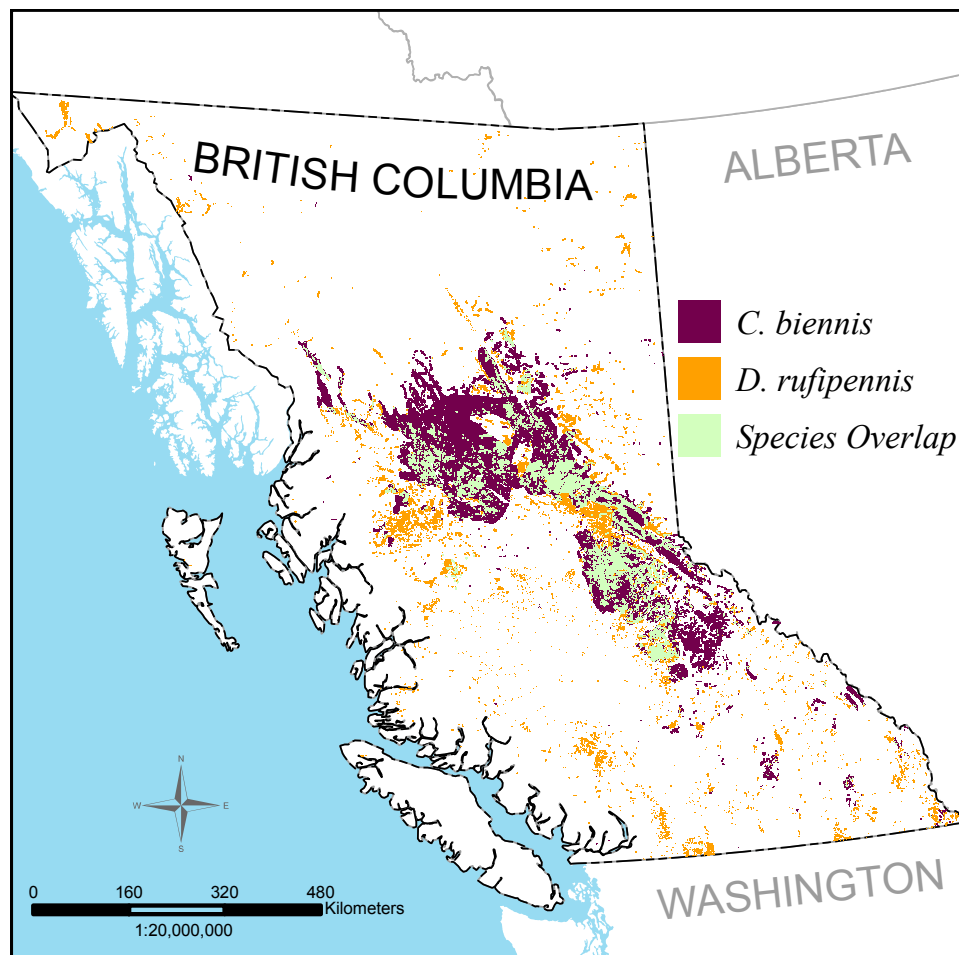 BRITISH COLUMBIA
ALBERTA
C. biennis
D. rufipennis
Species Overlap
N
W E
S
0 160 320 480
Kilometers
1:20,000,000
WASHINGTON